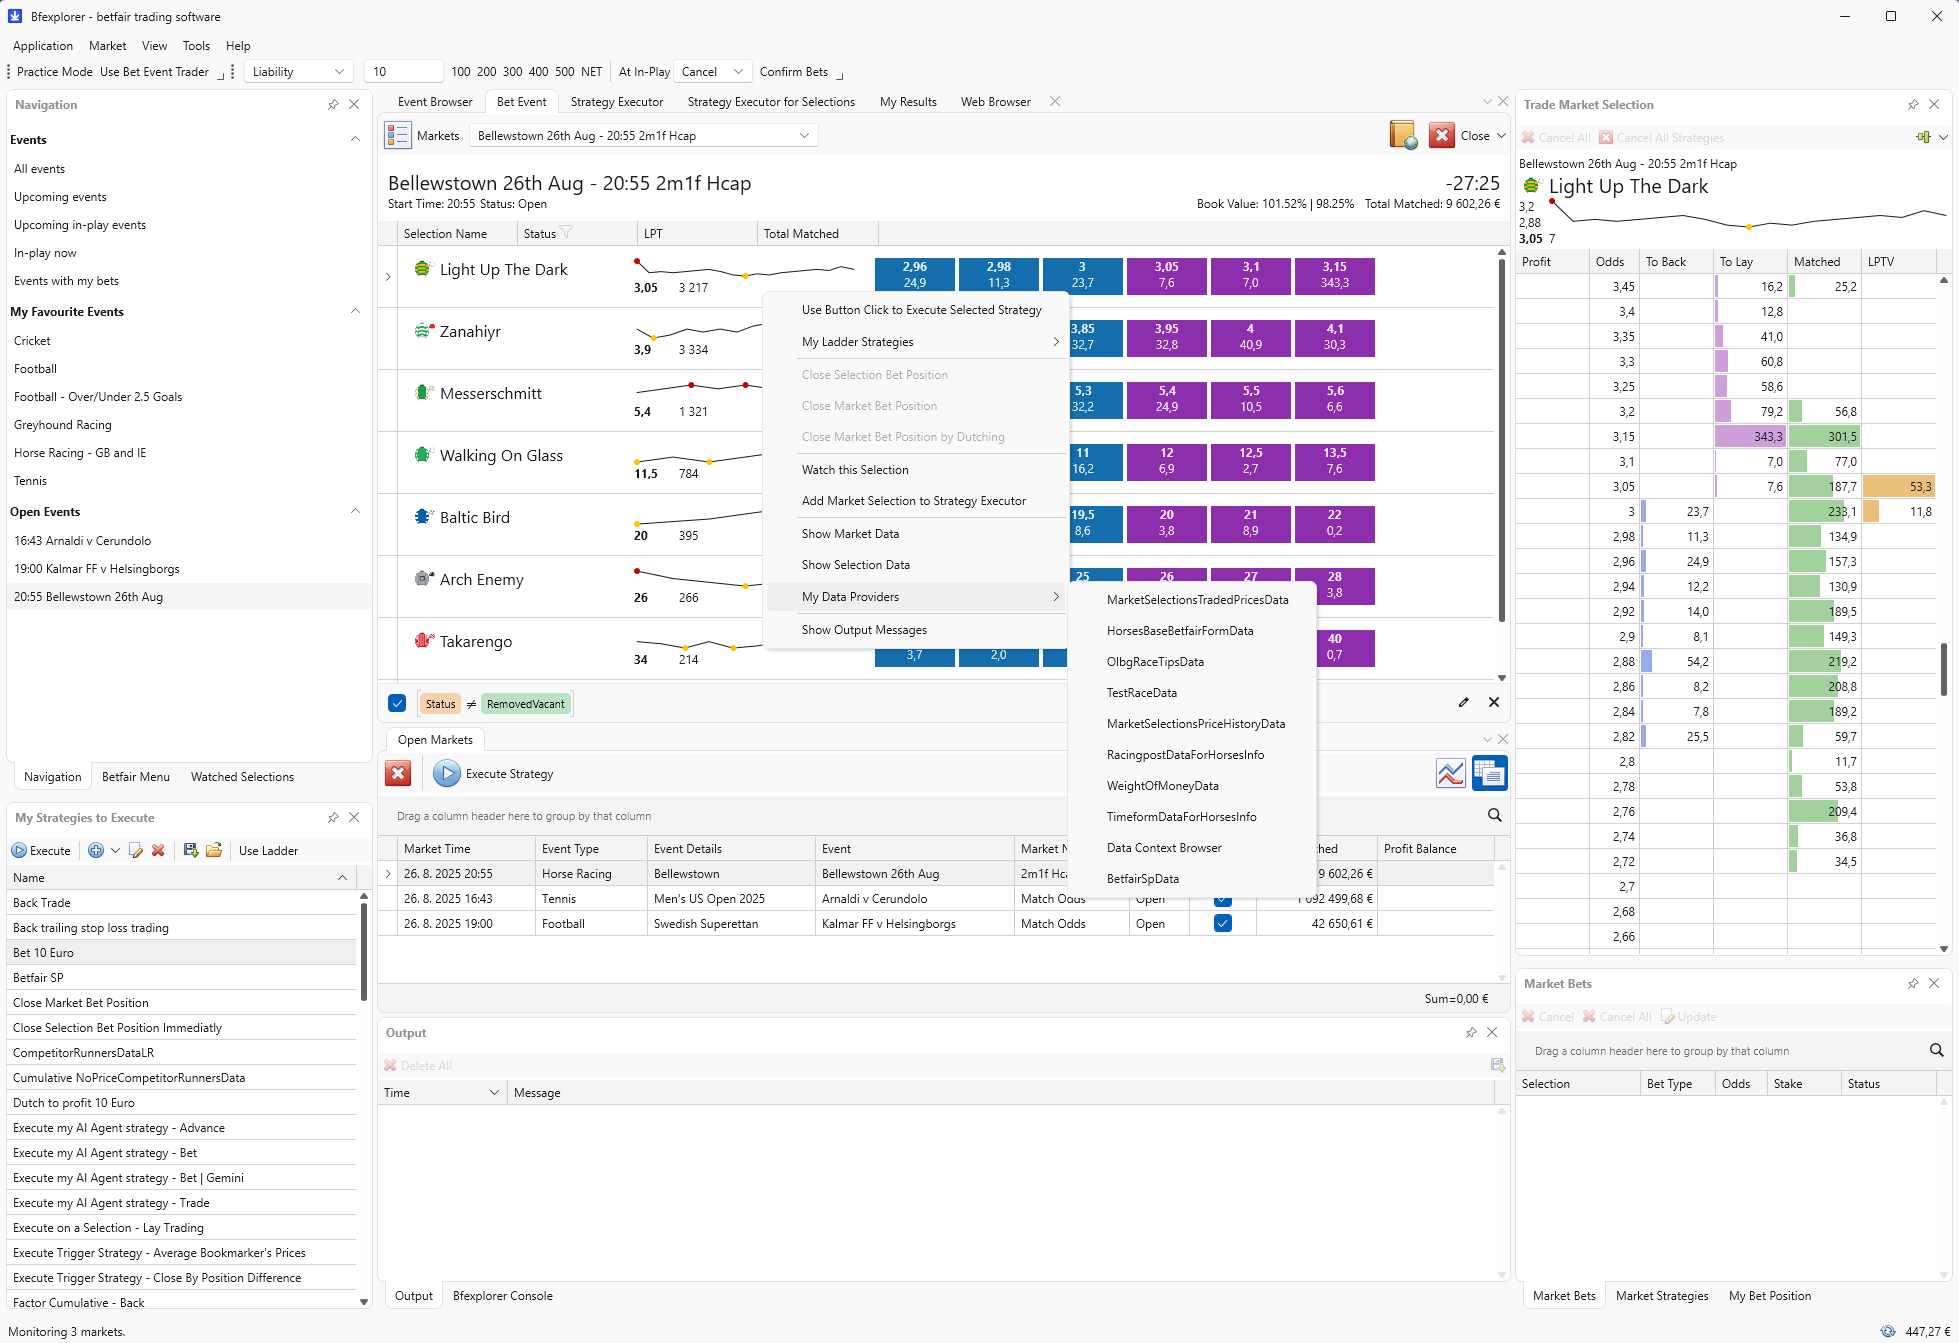 Bfexplorer - betfair trading software
Application Market View Tools Help
Practice Mode Use Bet Event Trader Liability 10 100 200 300 400 500 NET At In-Play Cancel Confirm Bets
Navigation
Events
All events
Upcoming events
Upcoming in-play events
In-play now
Events with my bets
My Favourite Events
Cricket
Football
Football - Over/Under 2.5 Goals
Greyhound Racing
Horse Racing - GB and IE
Tennis
Open Events
16:43 Arnaldi v Cerundolo
19:00 Kalmar FF v Helsingborgs
20:55 Bellewstown 26th Aug
Navigation Betfair Menu Watched Selections
My Strategies to Execute
Execute Use Ladder
Name
Back Trade
Back trailing stop loss trading
Bet 10 Euro
Betfair SP
Close Market Bet Position
Close Selection Bet Position Immediatly
CompetitorRunnersDataLR
Cumulative NoPriceCompetitorRunnersData
Dutch to profit 10 Euro
Execute my AI Agent strategy - Advance
Execute my AI Agent strategy - Bet
Execute my AI Agent strategy - Bet | Gemini
Execute my AI Agent strategy - Trade
Execute on a Selection - Lay Trading
Execute Trigger Strategy - Average Bookmarker's Prices
Execute Trigger Strategy - Close By Position Difference
Factor Cumulative - Back
Monitoring 3 markets.
Event Browser Bet Event Strategy Executor Strategy Executor for Selections My Results Web Browser
Markets Bellewstown 26th Aug - 20:55 2m1f Hcap Close
Bellewstown 26th Aug - 20:55 2m1f Hcap -27:25
Start Time: 20:55 Status: Open Book Value: 101.52% | 98.25% Total Matched: 9 602,26 €
Selection Name Status LPT Total Matched
Light Up The Dark 2,96 2,98 3 3,05 3,1 3,15
3,05 3 217 24,9 11,3 23,7 7,6 7,0 343,3
Zanahiyr 3,85 3,95 4 4,1
3,9 3 334 32,7 32,8 40,9 30,3
Messerschmitt 5,3 5,4 5,5 5,6
5,4 1 321 32,2 24,9 10,5 6,6
Walking On Glass 11 12 12,5 13,5
11,5 784 16,2 6,9 2,7 7,6
Baltic Bird 19,5 20 21 22
20 395 8,6 3,8 8,9 0,2
Arch Enemy 25 26 27 28
26 266 3,8
Takarengo 40
34 214 3,7 2,0 0,7
Use Button Click to Execute Selected Strategy
My Ladder Strategies
Close Selection Bet Position
Close Market Bet Position
Close Market Bet Position by Dutching
Watch this Selection
Add Market Selection to Strategy Executor
Show Market Data
Show Selection Data
My Data Providers
Show Output Messages
MarketSelectionsTradedPricesData
HorsesBaseBetfairFormData
OlbgRaceTipsData
TestRaceData
MarketSelectionsPriceHistoryData
RacingpostDataForHorsesInfo
WeightOfMoneyData
TimeformDataForHorsesInfo
Data Context Browser
BetfairSpData
Status ≠ RemovedVacant
Open Markets
Execute Strategy
Drag a column header here to group by that column
Market Time Event Type Event Details Event Market Profit Balance
26. 8. 2025 20:55 Horse Racing Bellewstown Bellewstown 26th Aug 2m1f 9 602,26 €
26. 8. 2025 16:43 Tennis Men's US Open 2025 Arnaldi v Cerundolo Match Odds Open 1 092 499,68 €
26. 8. 2025 19:00 Football Swedish Superettan Kalmar FF v Helsingborgs Match Odds Open 42 650,61 €
Sum=0,00 €
Output
Delete All
Time Message
Output Bfexplorer Console
Trade Market Selection
Cancel All Cancel All Strategies
Bellewstown 26th Aug - 20:55 2m1f Hcap
Light Up The Dark
3,2
2,88
3,05 7
Profit Odds To Back To Lay Matched LPTV
3,45 16,2 25,2
3,4 12,8
3,35 41,0
3,3 60,8
3,25 58,6
3,2 79,2 56,8
3,15 343,3 301,5
3,1 7,0 77,0
3,05 7,6 187,7 53,3
3 23,7 233,1 11,8
2,98 11,3 134,9
2,96 24,9 157,3
2,94 12,2 130,9
2,92 14,0 189,5
2,9 8,1 149,3
2,88 54,2 219,2
2,86 8,2 208,8
2,84 7,8 189,2
2,82 25,5 59,7
2,8 11,7
2,78 53,8
2,76 209,4
2,74 36,8
2,72 34,5
2,7
2,68
2,66
Market Bets
Cancel Cancel All Update
Drag a column header here to group by that column
Selection Bet Type Odds Stake Status
Market Bets Market Strategies My Bet Position
447,27 €